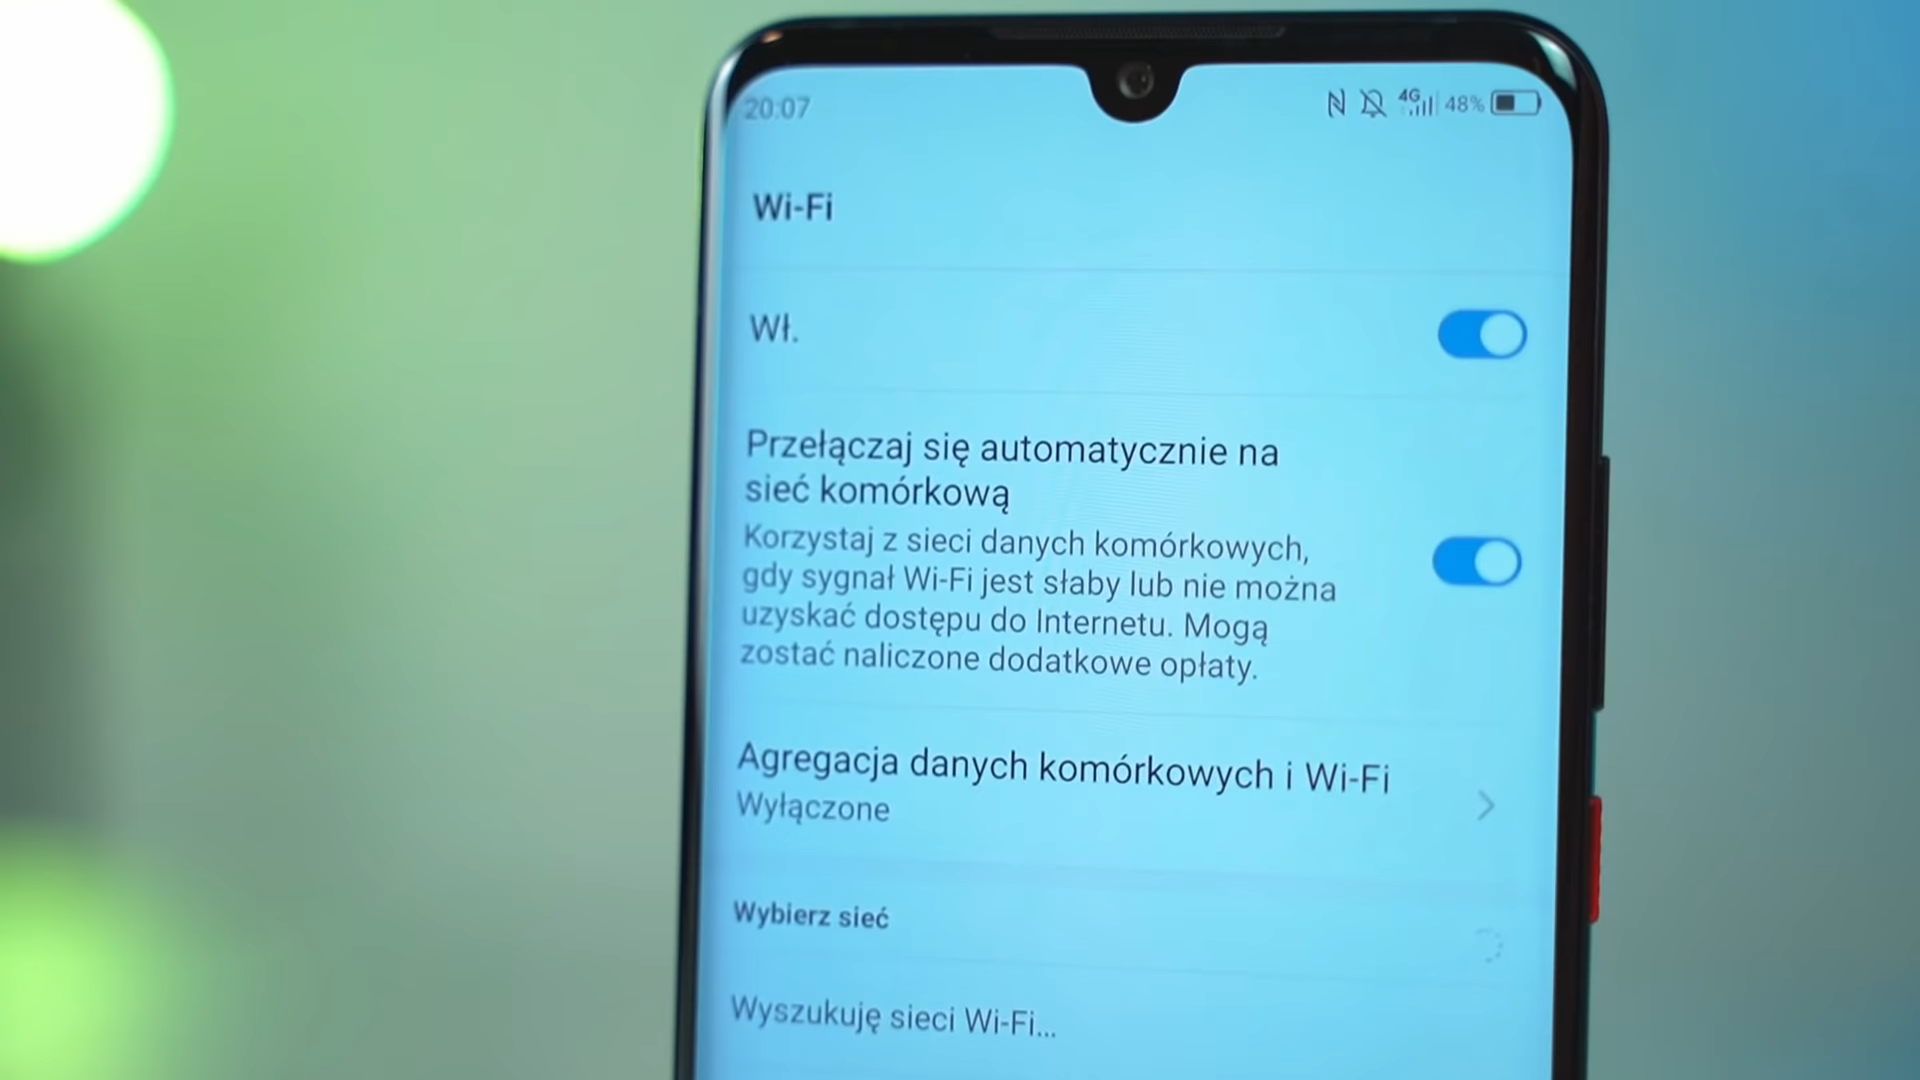 20:07
4G 48%
Wi-Fi
Wł.
Przełączaj się automatycznie na
sieć komórkową
Korzystaj z sieci danych komórkowych,
gdy sygnał Wi-Fi jest słaby lub nie można
uzyskać dostępu do Internetu. Mogą
zostać naliczone dodatkowe opłaty.
Agregacja danych komórkowych i Wi-Fi
Wyłączone
Wybierz sieć
Wyszukuję sieci Wi-Fi...